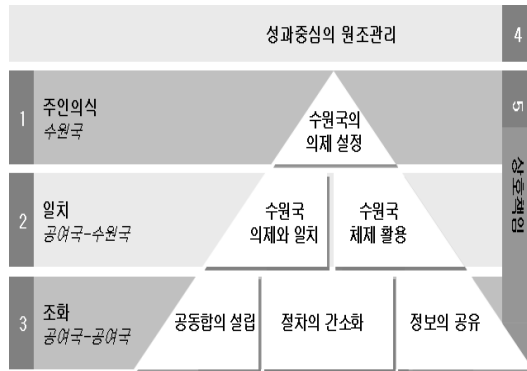 성과중심의 원조관리
4
1
주인의식
수원국
수원국의
의제 설정
5
상호책임
2
일치
공여국-수원국
수원국
의제와 일치
수원국
체제 활용
3
조화
공여국-공여국
공동합의 설립
절차의 간소화
정보의 공유